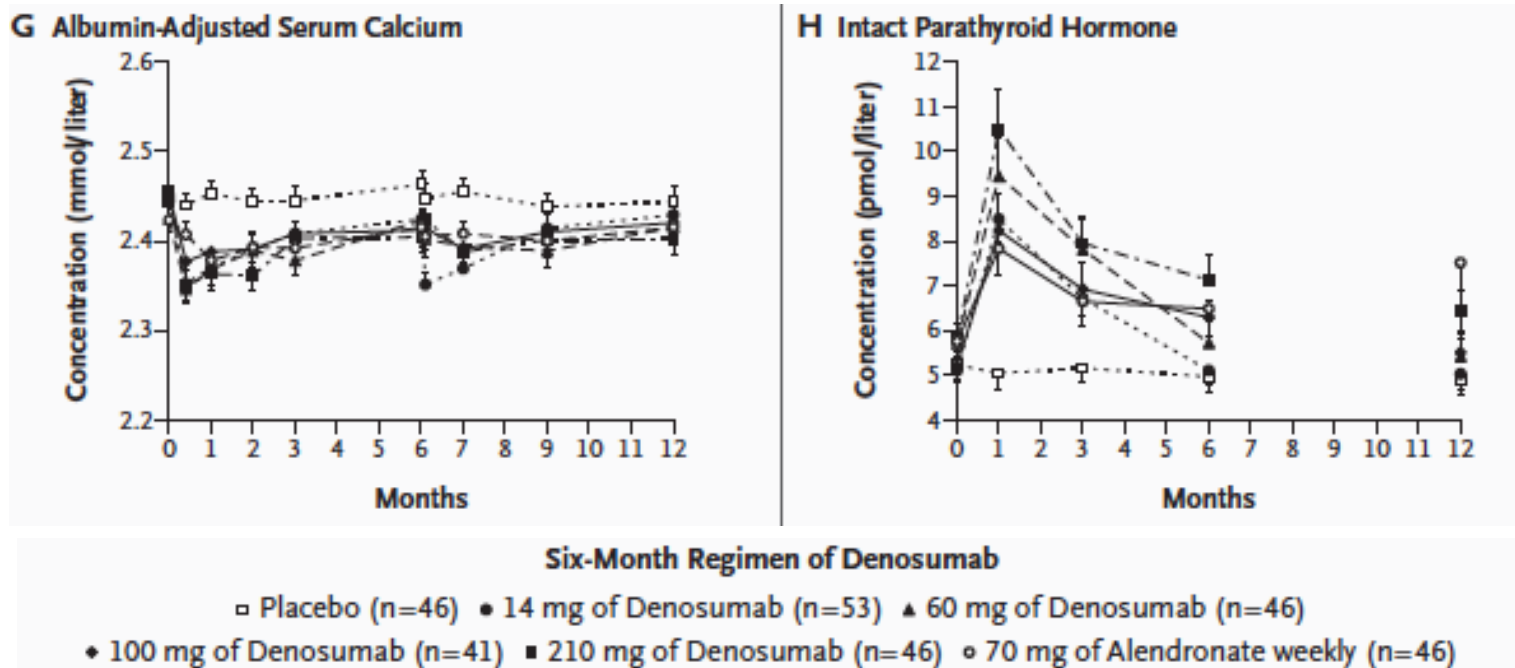 G Albumin-Adjusted Serum Calcium
2.6
2.5
2.4
2.3
2.2
Concentration (mmol/liter)
0 1 2 3 4 5 6 7 8 9 10 11 12
Months
H Intact Parathyroid Hormone
12
11
10
9
8
7
6
5
4
Concentration (pmol/liter)
0 1 2 3 4 5 6 7 8 9 10 11 12
Months
Six-Month Regimen of Denosumab
Placebo (n=46) 14 mg of Denosumab (n=53) 60 mg of Denosumab (n=46)
100 mg of Denosumab (n=41) 210 mg of Denosumab (n=46) 70 mg of Alendronate weekly (n=46)